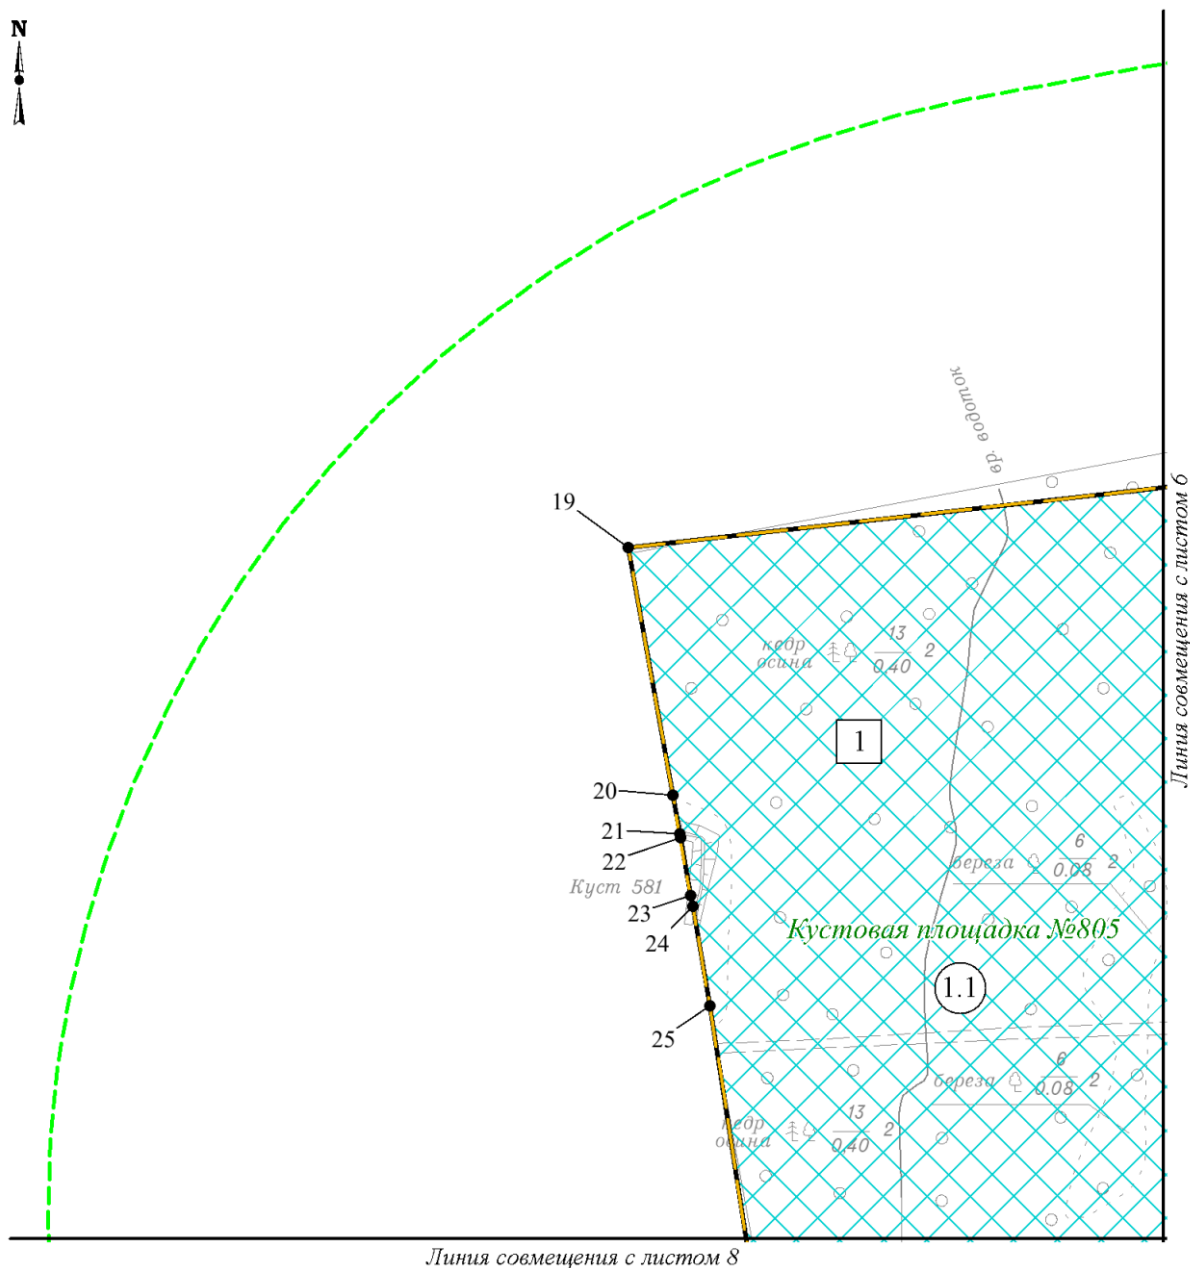 N
вр. водоток
19
кедр
осина
13
0,40
2
1
Линия совмещения с листом 6
20
21
22
Куст 581
23
24
береза
6
0.08
2
Кустовая площадка №805
1.1
25
береза
6
0.08
2
кедр
осина
13
0,40
2
Линия совмещения с листом 8